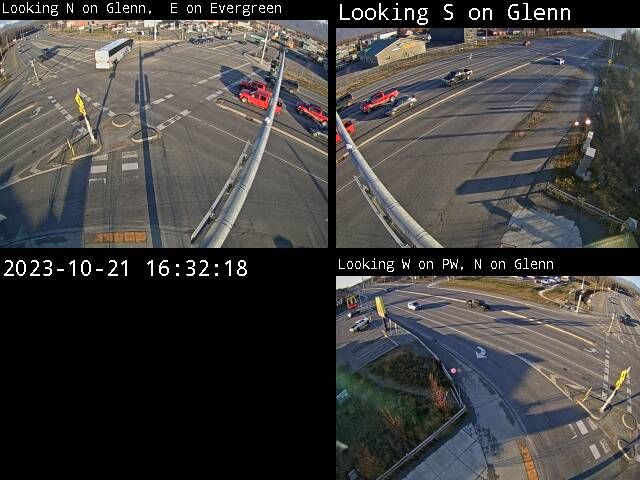 Looking N on Glenn,  E on Evergreen
Looking S on Glenn
2023-10-21 16:32:18
Looking W on PW, N on Glenn